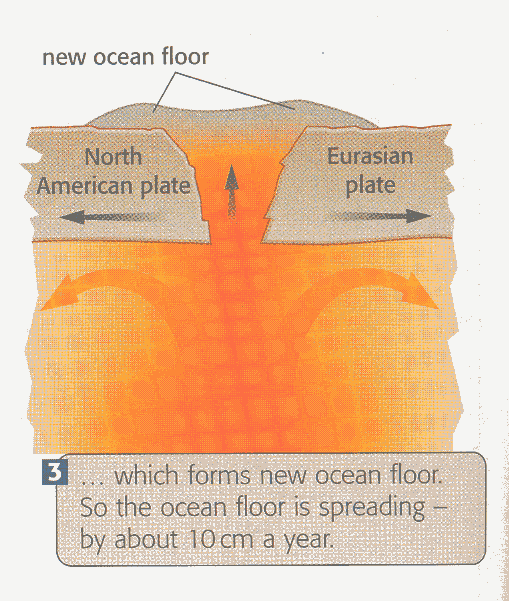 new ocean floor
North
American plate
Eurasian
plate
3 ... which forms new ocean floor.
So the ocean floor is spreading –
by about 10 cm a year.